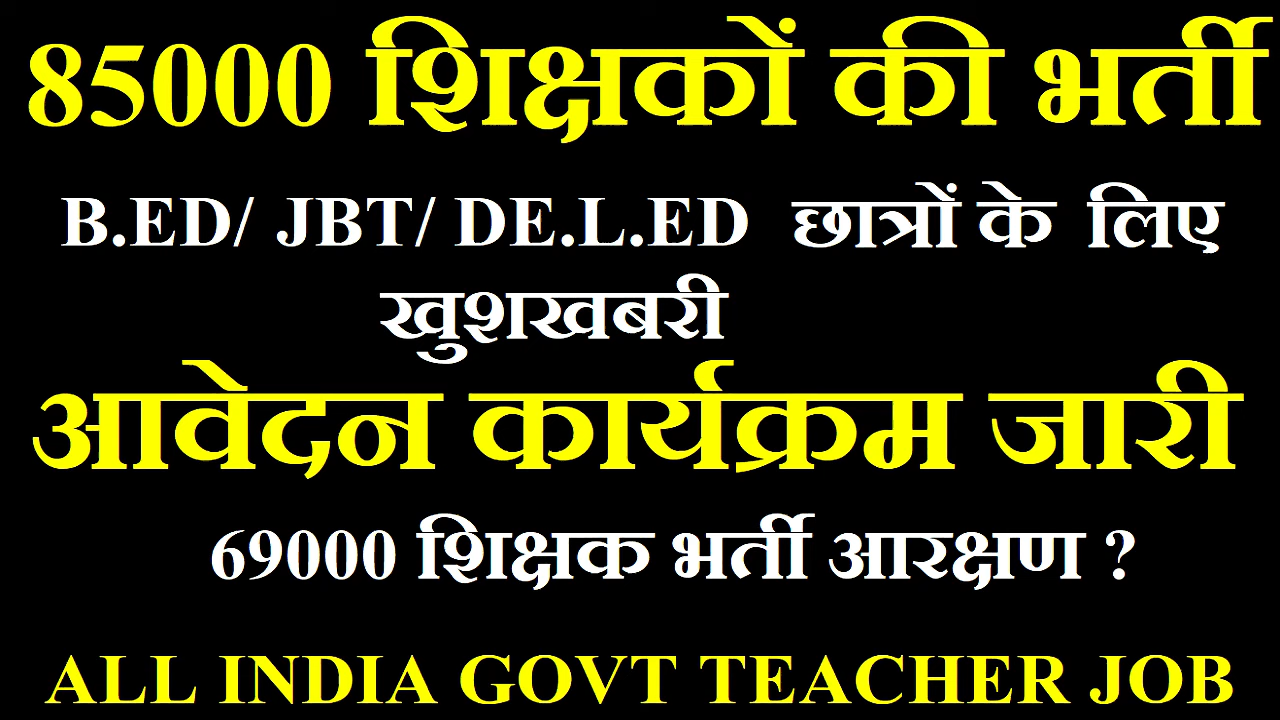 85000 शिक्षकों की भर्ती
B.ED/ JBT/ DE.L.ED छात्रों के लिए
खुशखबरी
आवेदन कार्यक्रम जारी
69000 शिक्षक भर्ती आरक्षण ?
ALL INDIA GOVT TEACHER JOB